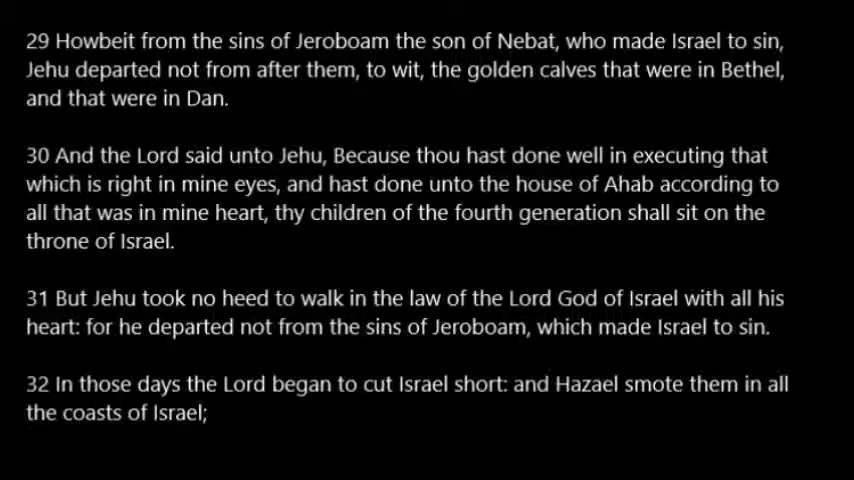 29 Howbeit from the sins of Jeroboam the son of Nebat, who made Israel to sin,
Jehu departed not from after them, to wit, the golden calves that were in Bethel,
and that were in Dan.
30 And the Lord said unto Jehu, Because thou hast done well in executing that
which is right in mine eyes, and hast done unto the house of Ahab according to
all that was in mine heart, thy children of the fourth generation shall sit on the
throne of Israel.
31 But Jehu took no heed to walk in the law of the Lord God of Israel with all his
heart: for he departed not from the sins of Jeroboam, which made Israel to sin.
32 In those days the Lord began to cut Israel short: and Hazael smote them in all
the coasts of Israel;